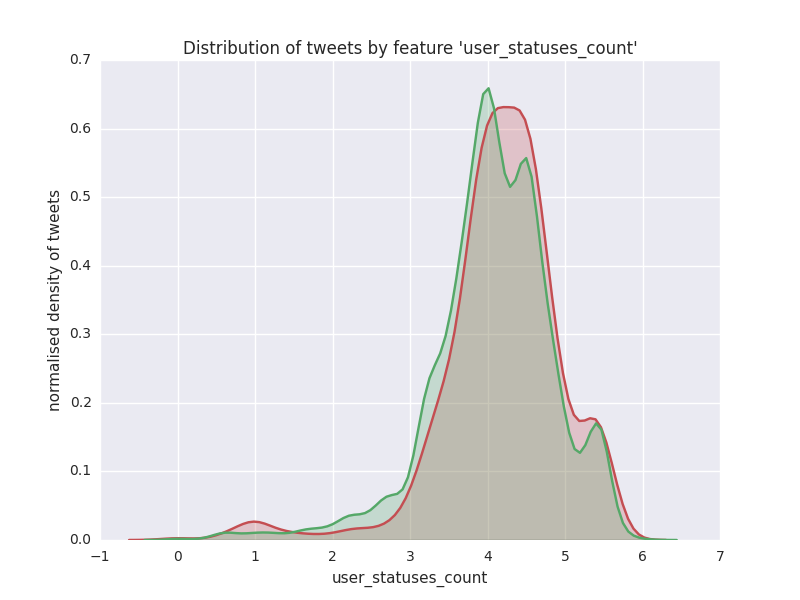 Distribution of tweets by feature 'user_statuses_count'
0.7
0.6
0.5
0.4
0.3
0.2
0.1
0.0
normalised density of tweets
−1 0 1 2 3 4 5 6 7
user_statuses_count